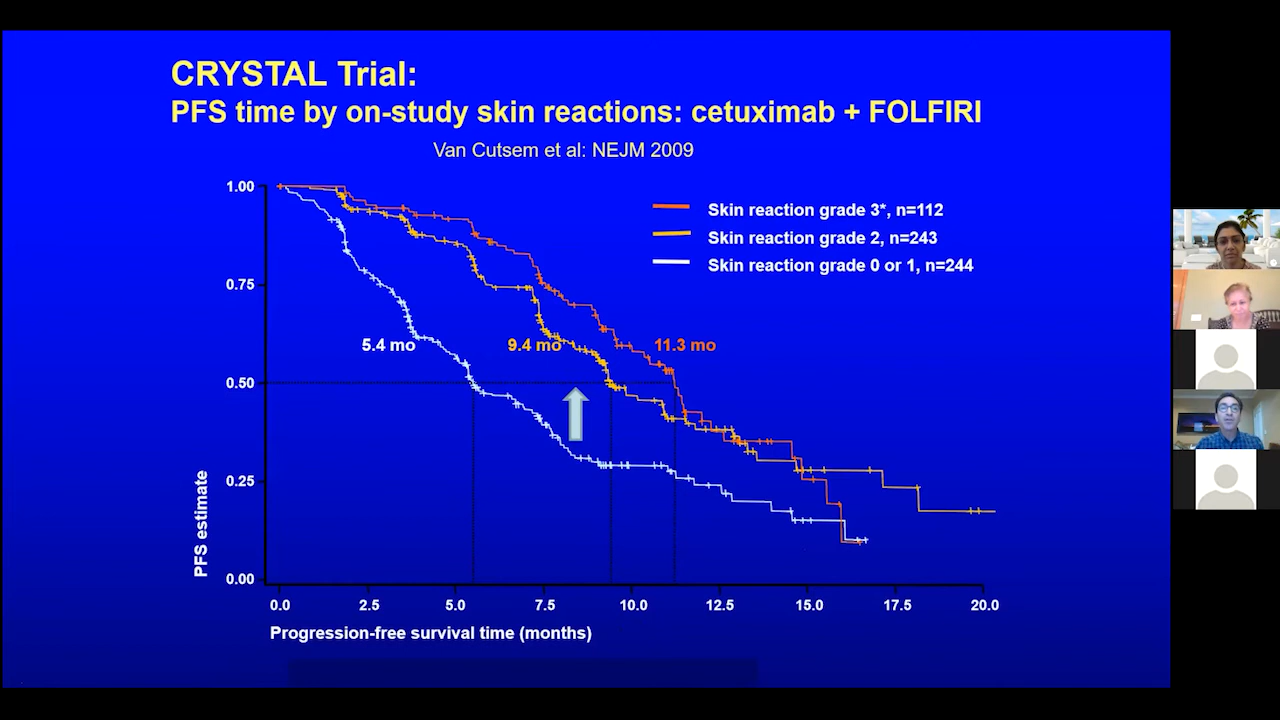 CRYSTAL Trial:
PFS time by on-study skin reactions: cetuximab + FOLFIRI
Van Cutsem et al: NEJM 2009
1.00
0.75
0.50
0.25
0.00
PFS estimate
Skin reaction grade 3*, n=112
Skin reaction grade 2, n=243
Skin reaction grade 0 or 1, n=244
5.4 mo
9.4 mo
11.3 mo
0.0 2.5 5.0 7.5 10.0 12.5 15.0 17.5 20.0
Progression-free survival time (months)